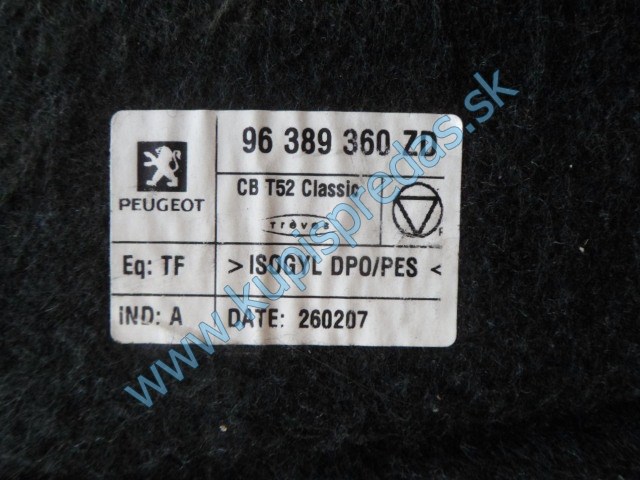 96 389 360 ZD
PEUGEOT
CB T52 Classic
Trèves
Eq: TF
> ISOGYL DPO/PES <
IND: A
DATE: 260207
www.kupispredas.sk